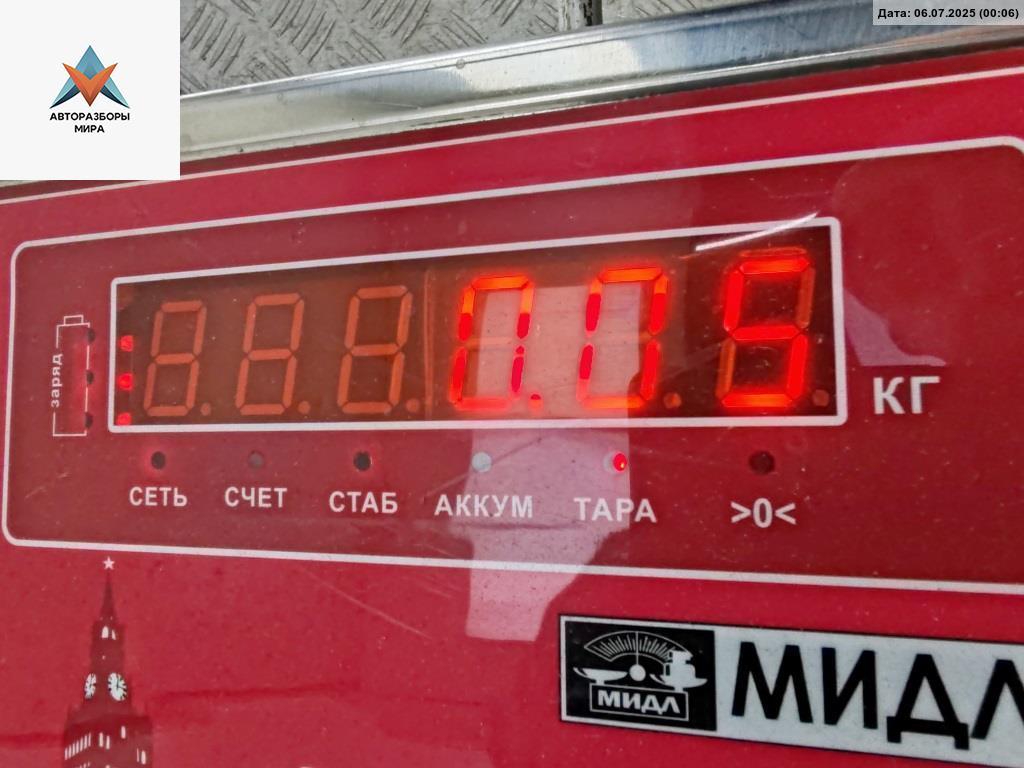 Дата: 06.07.2025 (00:06)
АВТОРАЗБОРЫ
МИРА
заряд
0.05
КГ
СЕТЬ СЧЕТ СТАБ АККУМ ТАРА >0<
МИДЛ
МИДЛ